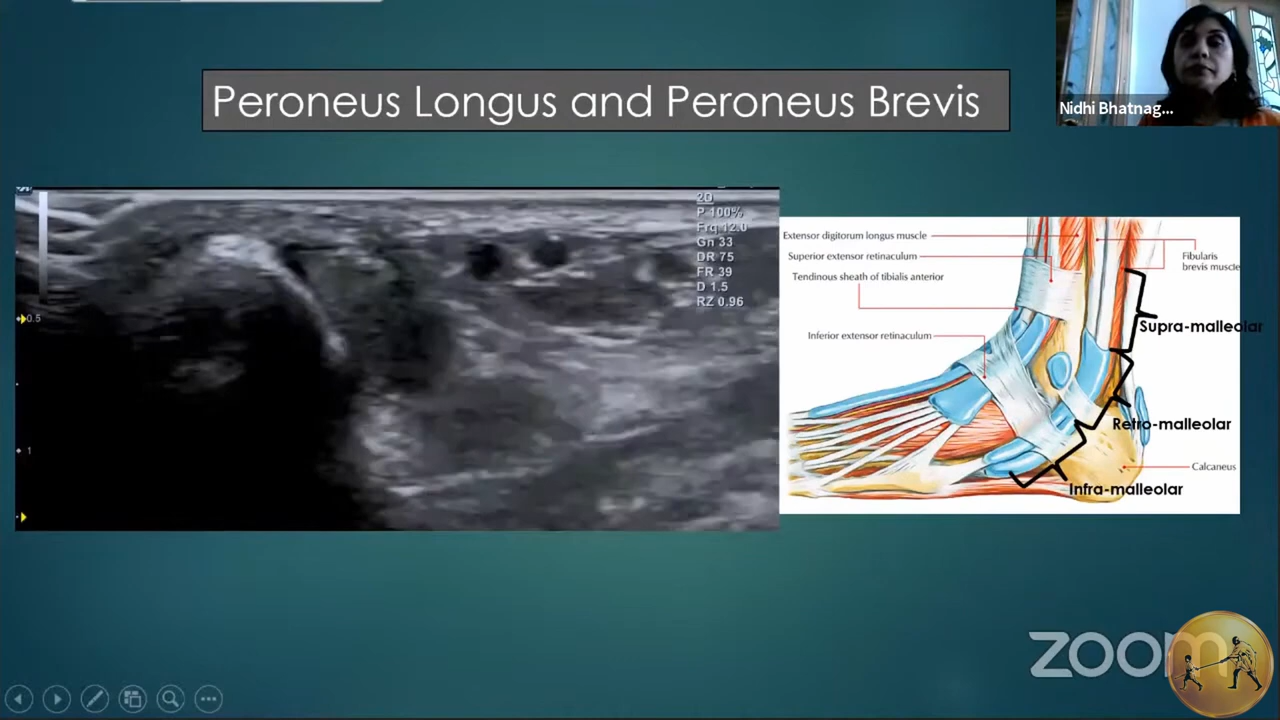 Peroneus Longus and Peroneus Brevis
Nidhi Bhatnag...
2D
P 100%
Frq 12.0
Gn 33
DR 75
FR 39
D 1.5
RZ 0.96
0.5
1
Extensor digitorum longus muscle
Superior extensor retinaculum
Tendinous sheath of tibialis anterior
Inferior extensor retinaculum
Fibularis
brevis muscle
Supra-malleolar
Retro-malleolar
Calcaneus
Infra-malleolar
zoom